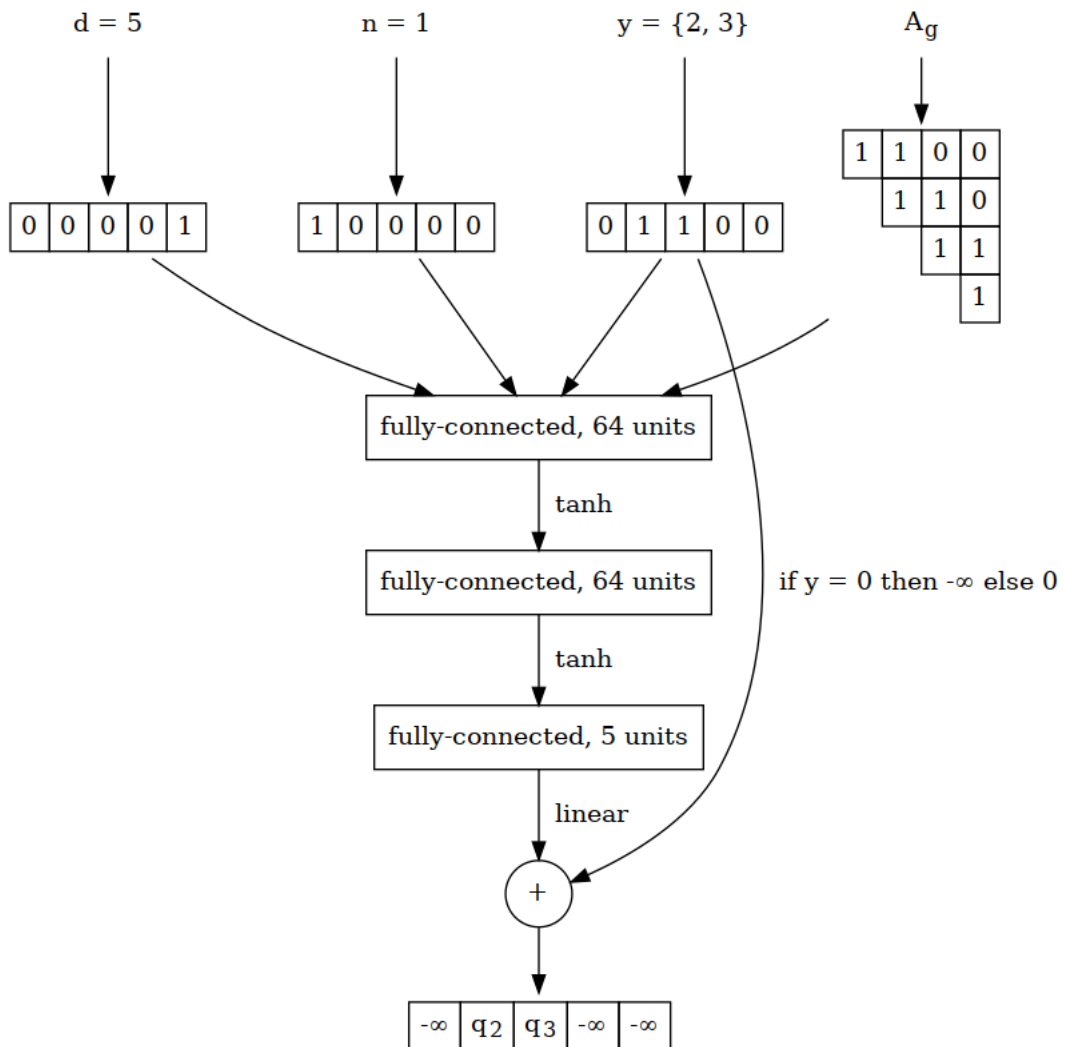 d = 5 n = 1 y = {2, 3} A_g
1 1 0 0
1 1 0
1 1
1
0 0 0 0 1 1 0 0 0 0 0 1 1 0 0
fully-connected, 64 units
tanh
fully-connected, 64 units
if y = 0 then -∞ else 0
tanh
fully-connected, 5 units
linear
+
-∞ q₂ q₃ -∞ -∞